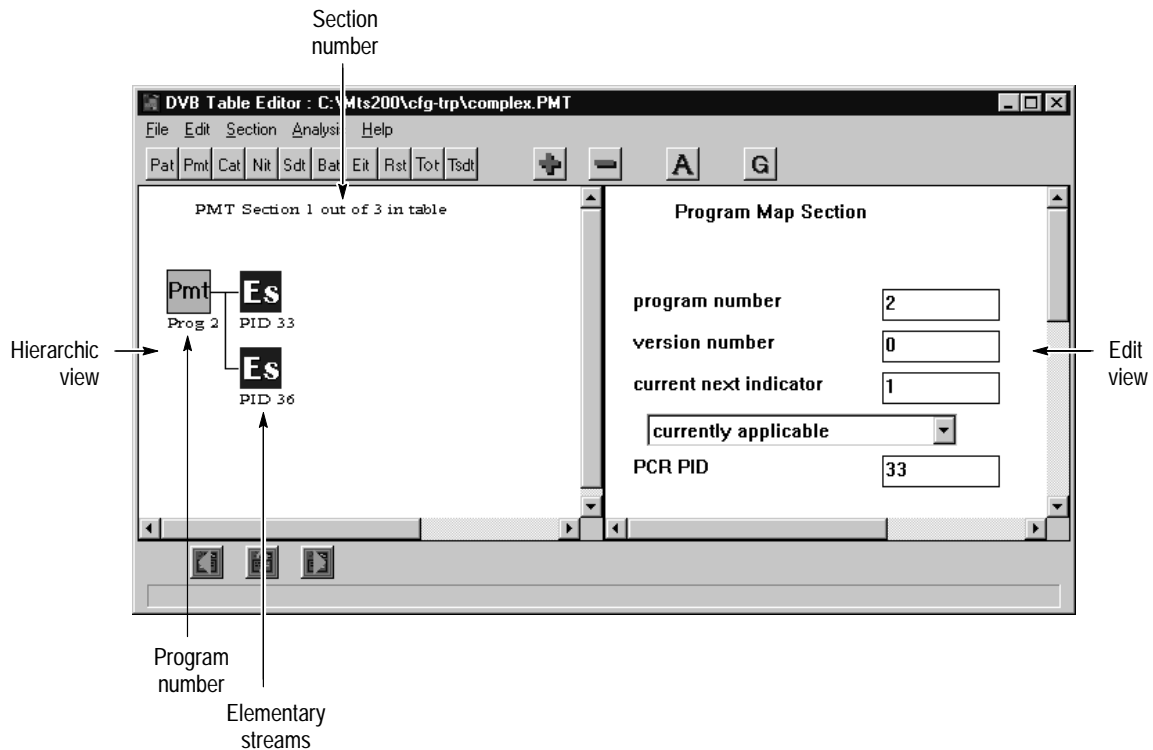 Section
number
DVB Table Editor : C:\Mts200\cfg-trp\complex.PMT
File Edit Section Analysis Help
Pat Pmt Cat Nit Sdt Bat Eit Rst Tot Tsdt A G
PMT Section 1 out of 3 in table
Pmt Es
Prog 2 PID 33
Es
PID 36
Program Map Section
program number 2
version number 0
current next indicator 1
currently applicable
PCR PID 33
Hierarchic
view
Edit
view
Program
number
Elementary
streams